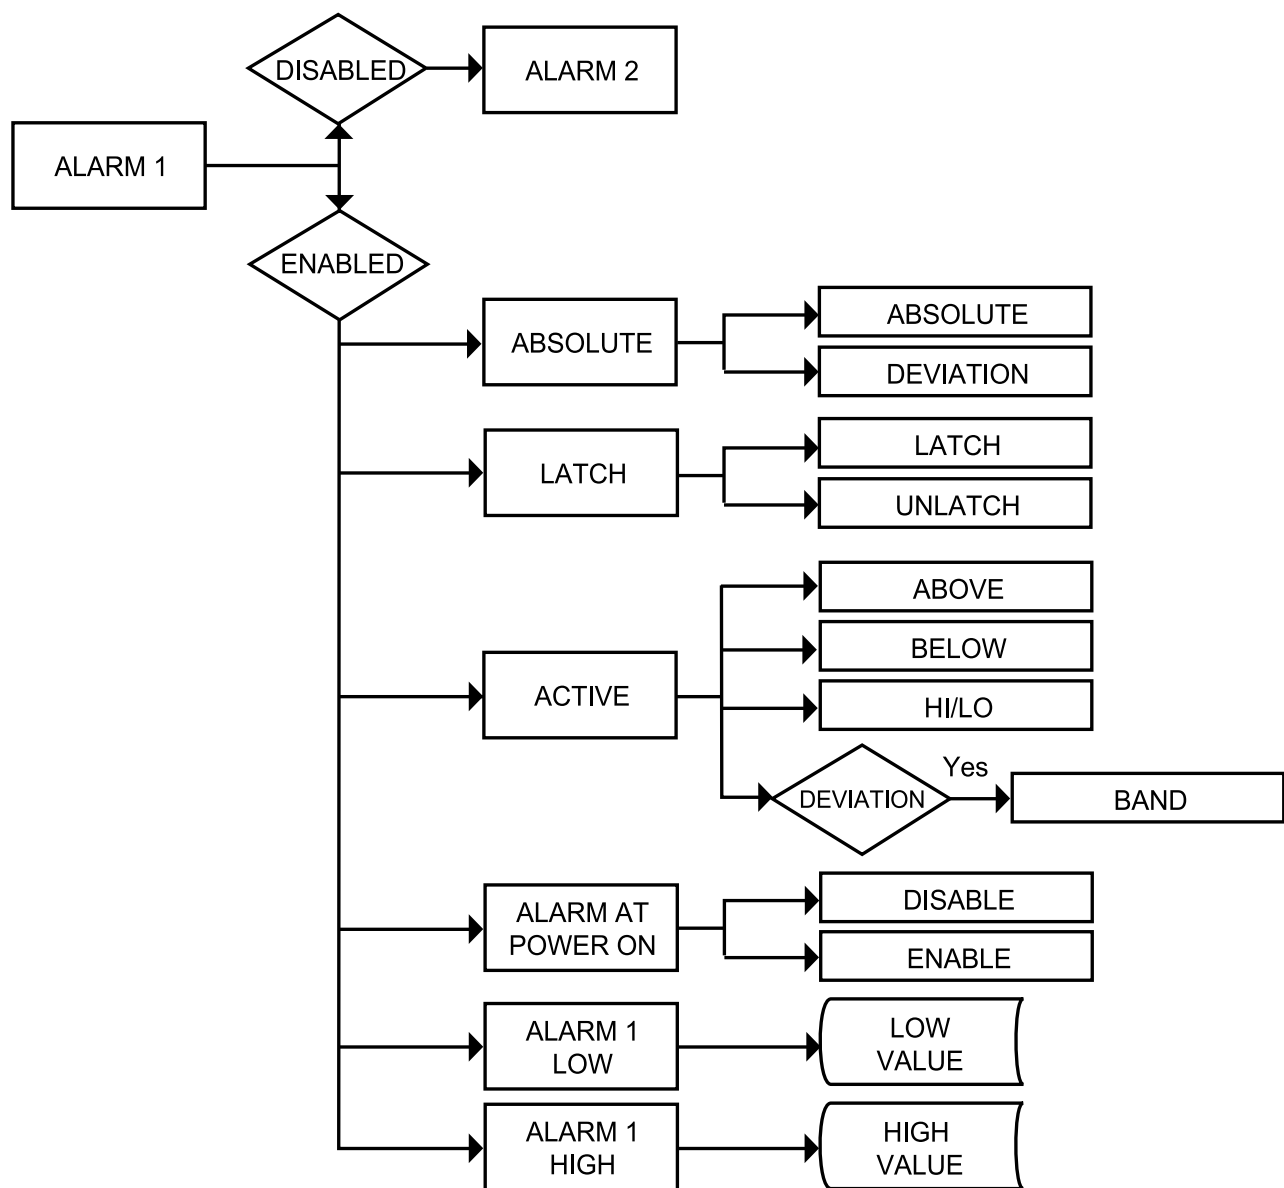 DISABLED
ALARM 2
ALARM 1
ENABLED
ABSOLUTE
ABSOLUTE
DEVIATION
LATCH
LATCH
UNLATCH
ACTIVE
ABOVE
BELOW
HI/LO
DEVIATION
Yes
BAND
ALARM AT
POWER ON
DISABLE
ENABLE
ALARM 1
LOW
LOW
VALUE
ALARM 1
HIGH
HIGH
VALUE